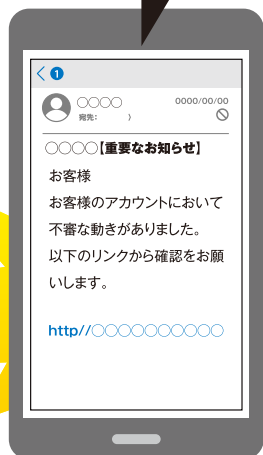 1
○○○○ 0000/00/00
宛先: )
○○○○【重要なお知らせ】
お客様
お客様のアカウントにおいて
不審な動きがありました。
以下のリンクから確認をお願
いします。
http//○○○○○○○○○○